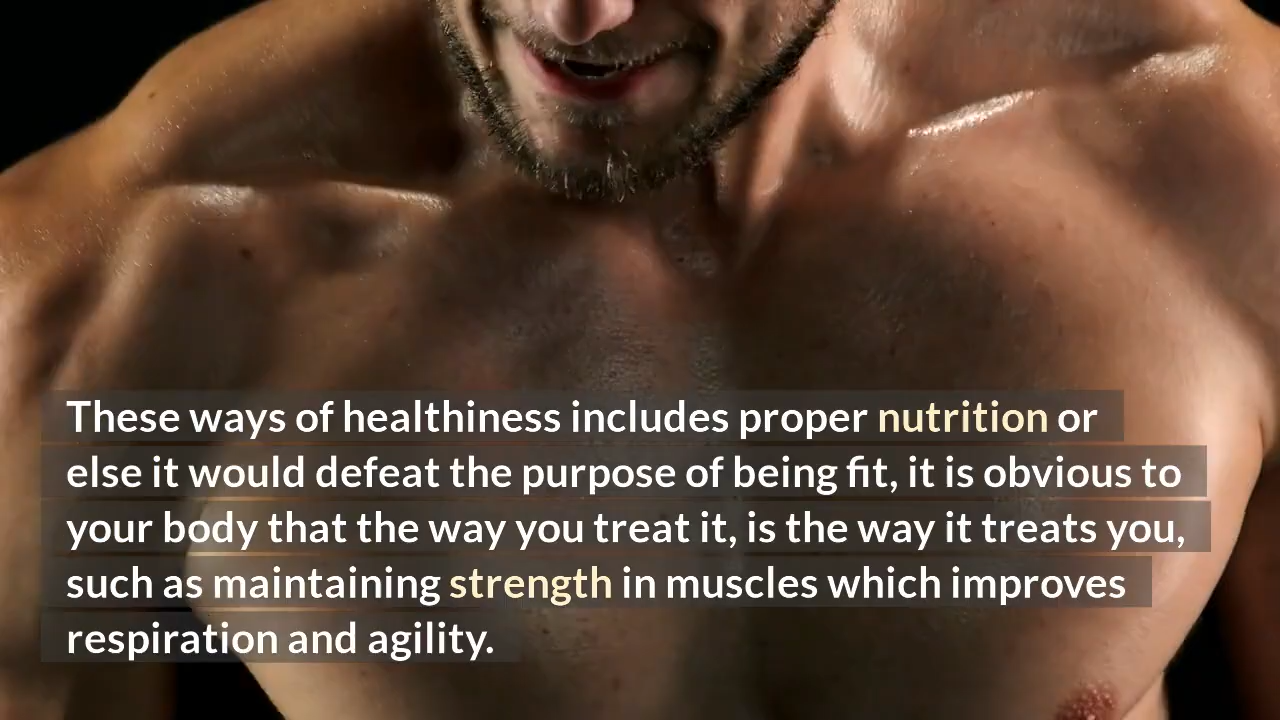 These ways of healthiness includes proper nutrition or
else it would defeat the purpose of being fit, it is obvious to
your body that the way you treat it, is the way it treats you,
such as maintaining strength in muscles which improves
respiration and agility.